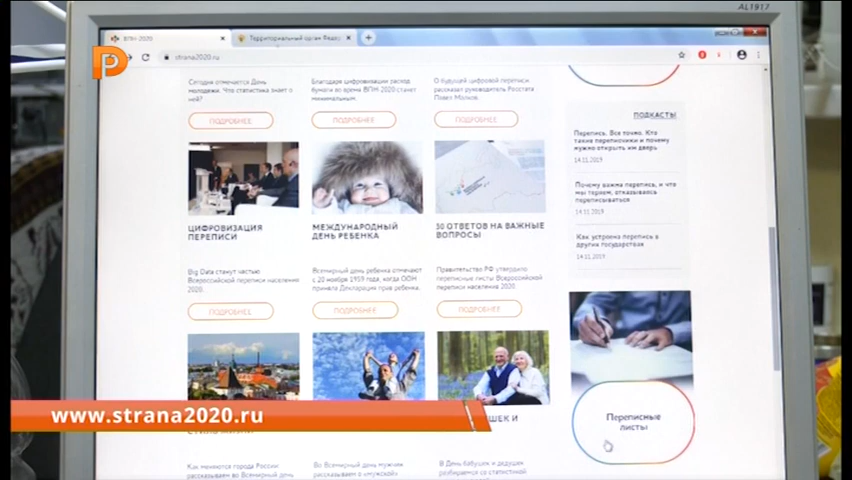 AL1917
ВПН-2020
Территориальный орган Федер
strana2020.ru
Сегодня отмечается День
молодежи. Что статистика знает о
ней?
ПОДРОБНЕЕ
Благодаря цифровизации расход
бумаги во время ВПН 2020 станет
минимальным.
ПОДРОБНЕЕ
О будущей цифровой переписи
рассказал руководитель Росстата
Павел Малков.
ПОДРОБНЕЕ
ЦИФРОВИЗАЦИЯ
ПЕРЕПИСИ
Big Data станут частью
Всероссийской переписи населения
2020.
ПОДРОБНЕЕ
МЕЖДУНАРОДНЫЙ
ДЕНЬ РЕБЕНКА
Всемирный день ребенка отмечают
с 20 ноября 1959 года, когда ООН
приняла Декларация прав ребенка.
ПОДРОБНЕЕ
30 ОТВЕТОВ НА ВАЖНЫЕ
ВОПРОСЫ
Правительство РФ утвердило
переписные листы Всероссийской
переписи населения 2020.
ПОДРОБНЕЕ
ПОДКАСТЫ
Перепись. Все точно. Кто
такие переписчики и почему
нужно открыть им дверь
14.11.2019
Почему важна перепись, и что
мы теряем, отказываясь
переписываться
14.11.2019
Как устроена перепись в
других государствах
14.11.2019
Переписные
листы
www.strana2020.ru
Как меняются города России
рассказываем во Всемирный день
Во Всемирный день мужчин
рассказываем о «мужской»
В День бабушек и дедушек
разбираемся со статистикой